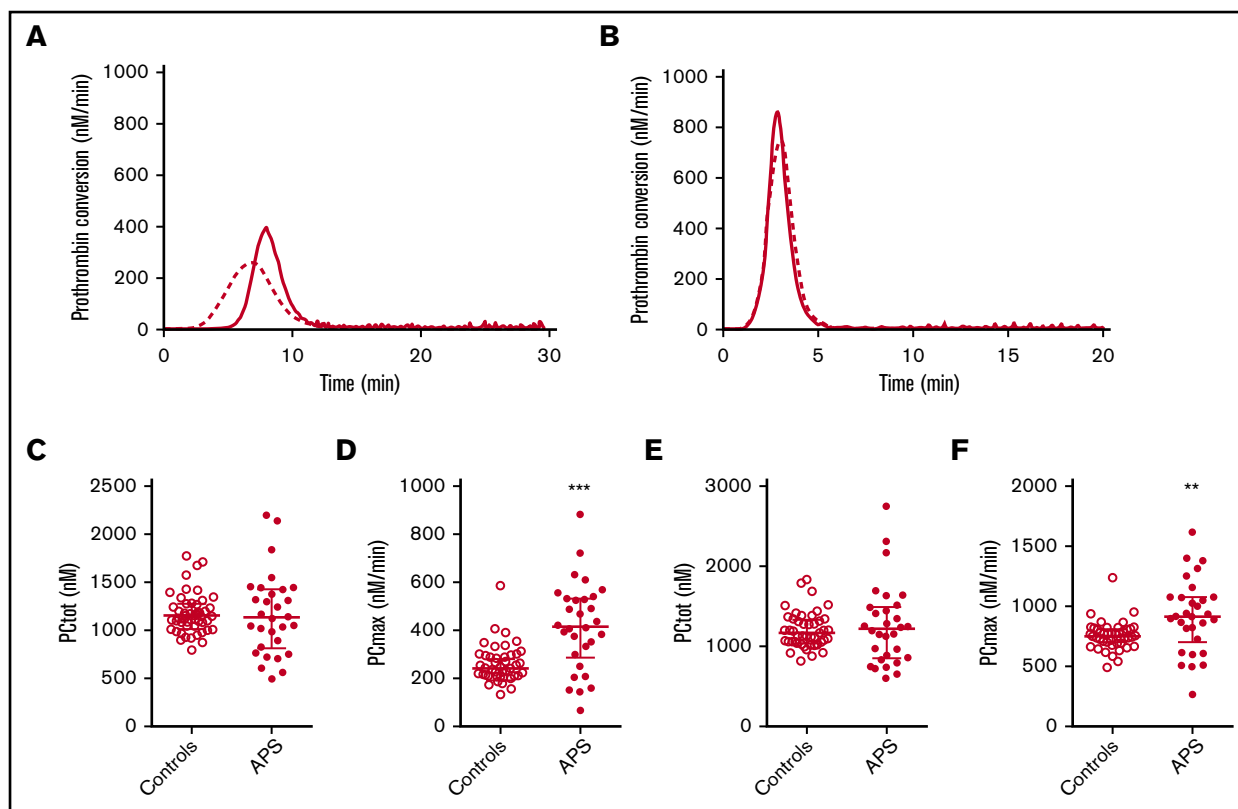 A
Prothrombin conversion (nM/min)
1000
800
600
400
200
0
0
10
20
30
Time (min)
B
Prothrombin conversion (nM/min)
1000
800
600
400
200
0
0
5
10
15
20
Time (min)
C
PCtot (nM)
2500
2000
1500
1000
500
0
Controls
APS
D
PCmax (nM/min)
1000
800
600
400
200
0
***
Controls
APS
E
PCtot (nM)
3000
2000
1000
0
Controls
APS
F
PCmax (nM/min)
2000
1500
1000
500
0
**
Controls
APS